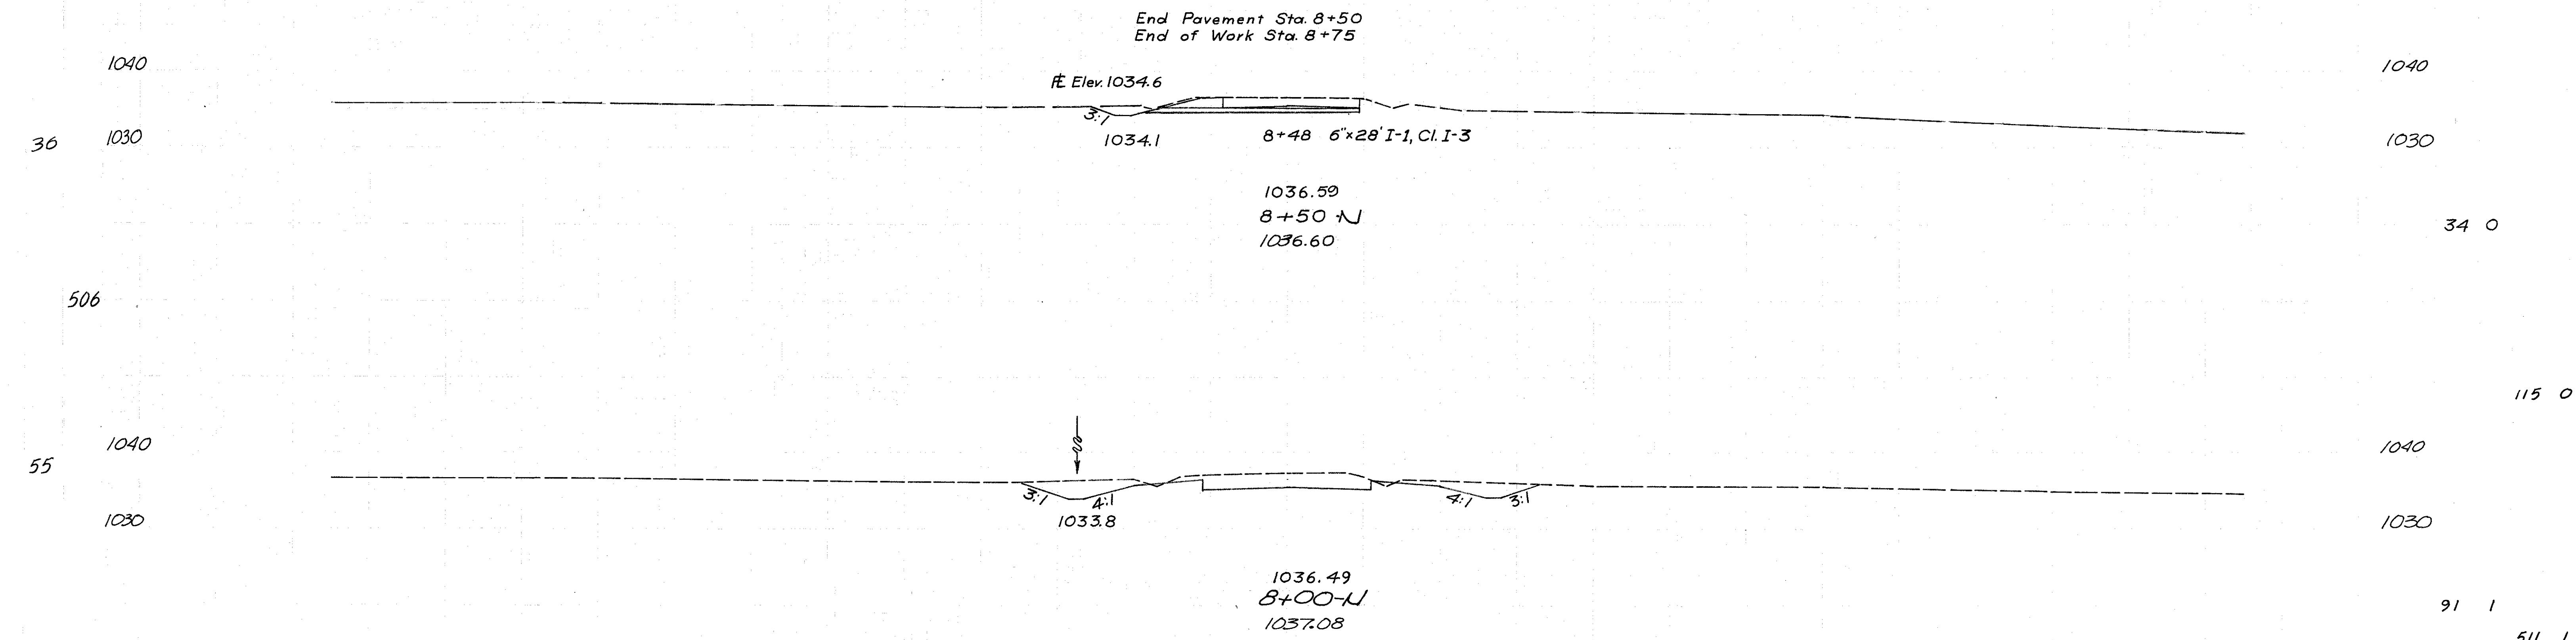 End Pavement Sta. 8+50
End of Work Sta. 8+75
1040 1040
FE Elev. 1034.6
3:1
36 1030 1034.1 8+48 6"x28' I-1, Cl. I-3 1030
1036.59
8+50-N 34 0
1036.60
506
115 0
1040 1040
55
3:1 4:1 4:1 3:1
1030 1033.8 1030
1036.49
8+00-N 91 1
1037.08
511 1